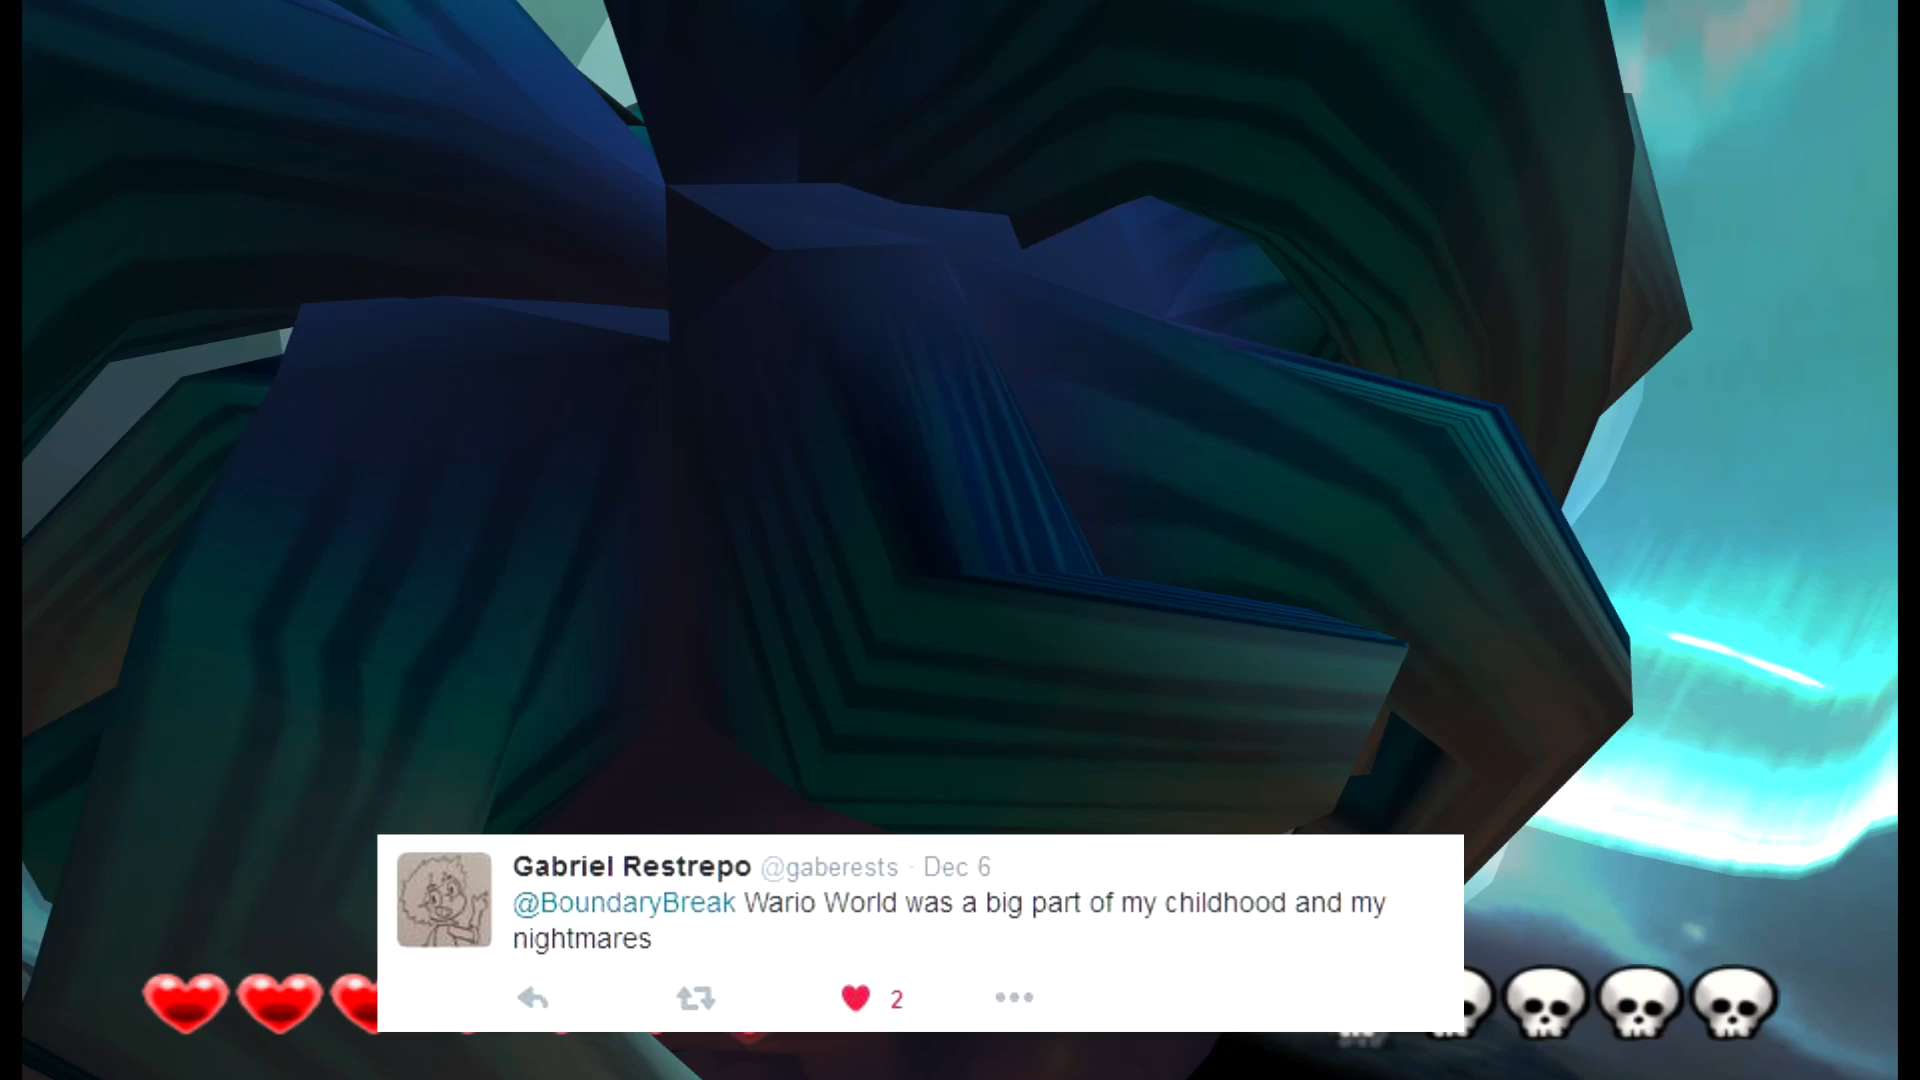 Gabriel Restrepo @gaberests · Dec 6
@BoundaryBreak Wario World was a big part of my childhood and my
nightmares
2